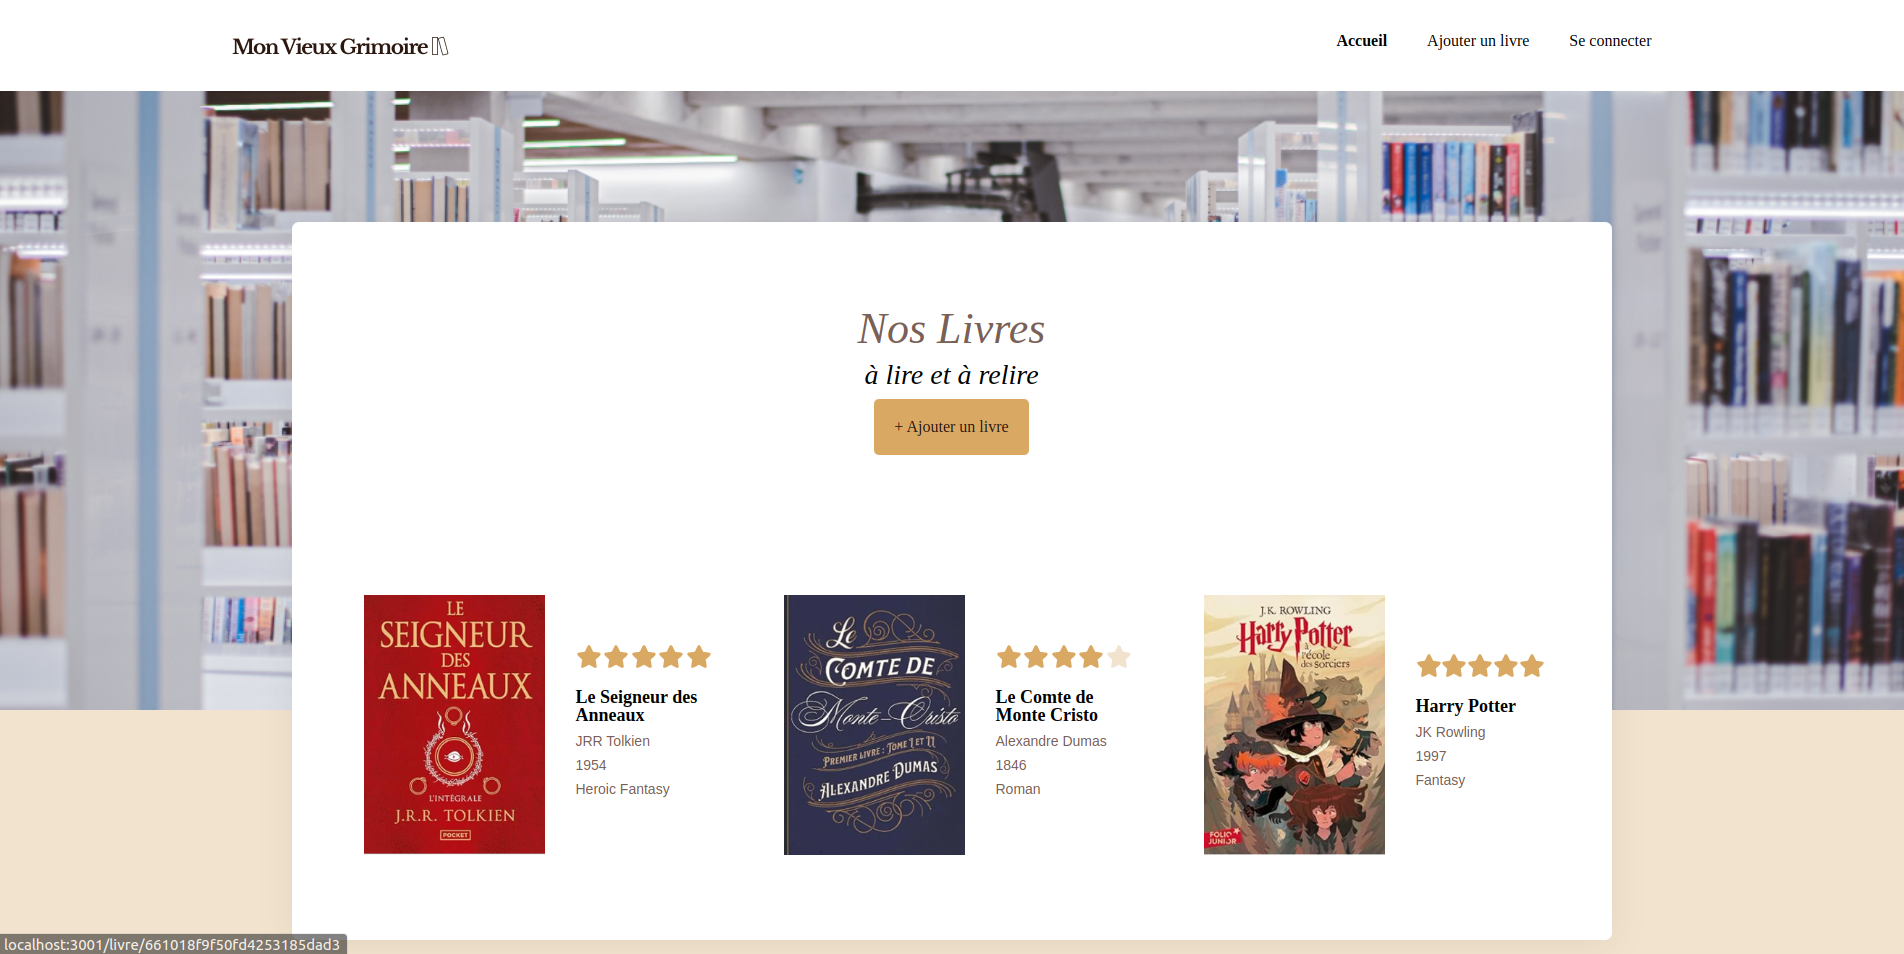 Mon Vieux Grimoire
Accueil
Ajouter un livre
Se connecter
Nos Livres
à lire et à relire
+ Ajouter un livre
LE
SEIGNEUR
DES
ANNEAUX
L'INTÉGRALE
J.R.R. TOLKIEN
POCKET
Le Seigneur des
Anneaux
JRR Tolkien
1954
Heroic Fantasy
Le
COMTE DE
Monte-Cristo
PREMIER LIVRE : TOME I ET II
ALEXANDRE DUMAS
Le Comte de
Monte Cristo
Alexandre Dumas
1846
Roman
J.K. ROWLING
Harry Potter
à
l'école
des sorciers
FOLIO
JUNIOR
Harry Potter
JK Rowling
1997
Fantasy
localhost:3001/livre/661018f9f50fd4253185dad3